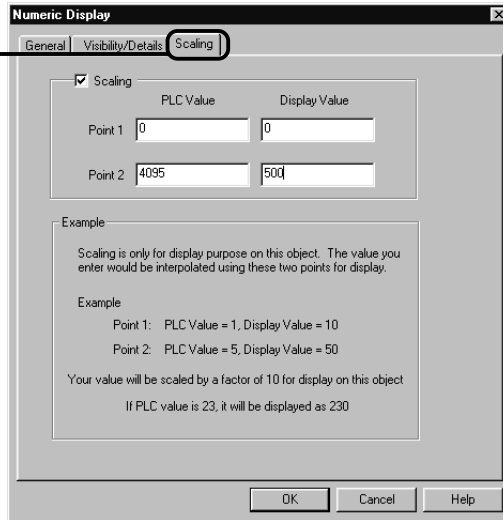 Numeric Display
General Visibility/Details Scaling
Scaling
PLC Value Display Value
Point 1 0 0
Point 2 4095 500
Example
Scaling is only for display purpose on this object. The value you
enter would be interpolated using these two points for display.
Example
Point 1: PLC Value = 1, Display Value = 10
Point 2: PLC Value = 5, Display Value = 50
Your value will be scaled by a factor of 10 for display on this object
If PLC value is 23, it will be displayed as 230
OK Cancel Help